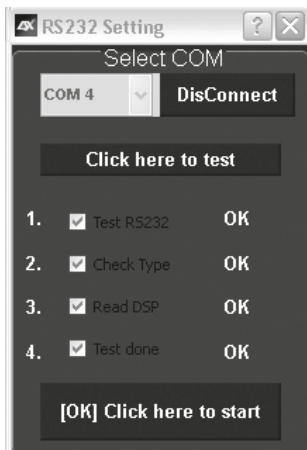 RS232 Setting ?
Select COM
COM 4 DisConnect
Click here to test
1. Test RS232 OK
2. Check Type OK
3. Read DSP OK
4. Test done OK
[OK] Click here to start